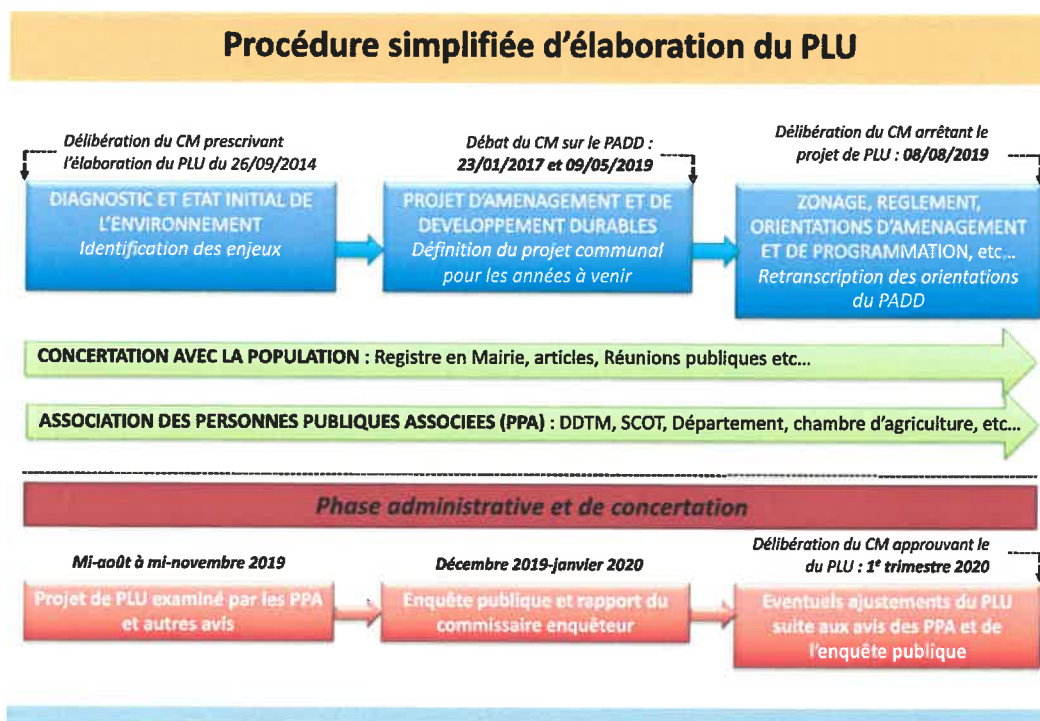 Procédure simplifiée d'élaboration du PLU
Délibération du CM prescrivant
l'élaboration du PLU du 26/09/2014
DIAGNOSTIC ET ETAT INITIAL DE
L'ENVIRONNEMENT
Identification des enjeux
Débat du CM sur le PADD :
23/01/2017 et 09/05/2019
PROJET D'AMENAGEMENT ET DE
DEVELOPPEMENT DURABLES
Définition du projet communal
pour les années à venir
Délibération du CM arrêtant le
projet de PLU : 08/08/2019
ZONAGE, REGLEMENT,
ORIENTATIONS D'AMENAGEMENT
ET DE PROGRAMMATION, etc...
Retranscription des orientations
du PADD
CONCERTATION AVEC LA POPULATION : Registre en Mairie, articles, Réunions publiques etc...
ASSOCIATION DES PERSONNES PUBLIQUES ASSOCIEES (PPA) : DDTM, SCOT, Département, chambre d'agriculture, etc...
Phase administrative et de concertation
Mi-août à mi-novembre 2019
Projet de PLU examiné par les PPA
et autres avis
Décembre 2019-janvier 2020
Enquête publique et rapport du
commissaire enquêteur
Délibération du CM approuvant le
du PLU : 1e trimestre 2020
Eventuels ajustements du PLU
suite aux avis des PPA et de
l'enquête publique